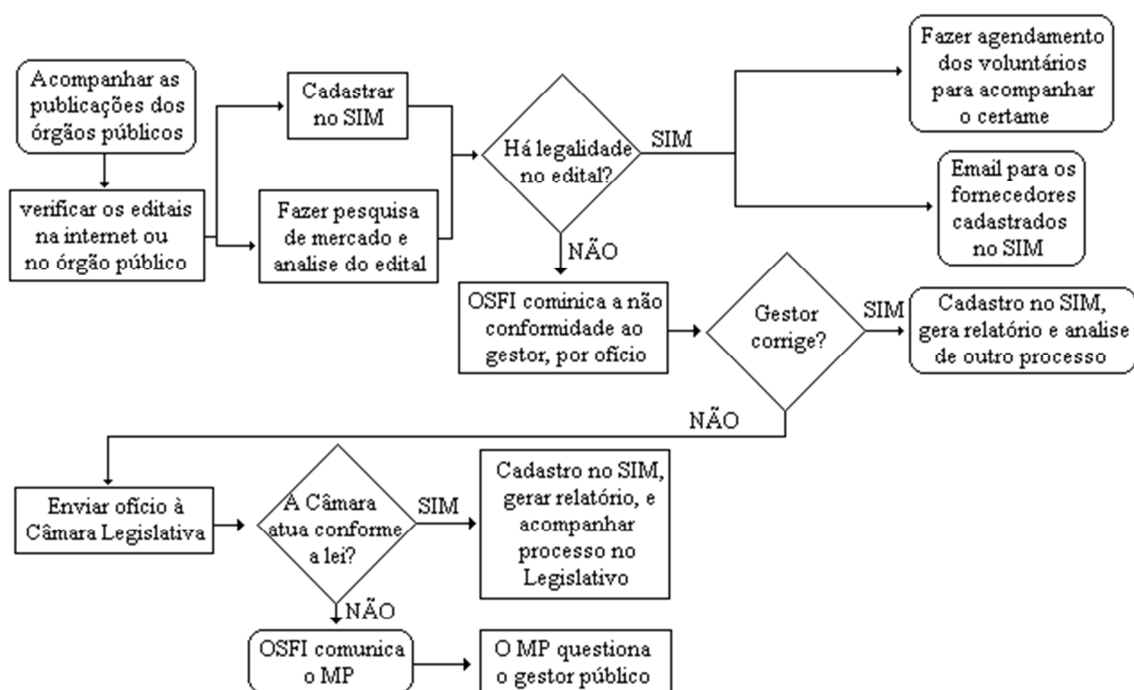 Acompanhar as
publicações dos
órgãos públicos
verificar os editais
na internet ou
no órgão público
Cadastrar
no SIM
Fazer pesquisa
de mercado e
analise do edital
Há legalidade
no edital?
SIM
Fazer agendamento
dos voluntários
para acompanhar
o certame
Email para os
fornecedores
cadastrados
no SIM
NÃO
OSFI cominica a não
conformidade ao
gestor, por ofício
Gestor
corrige?
SIM
Cadastro no SIM,
gera relatório e analise
de outro processo
NÃO
Enviar ofício à
Câmara Legislativa
A Câmara
atua conforme
a lei?
SIM
Cadastro no SIM,
gerar relatório, e
acompanhar
processo no
Legislativo
NÃO
OSFI comunica
o MP
O MP questiona
o gestor público